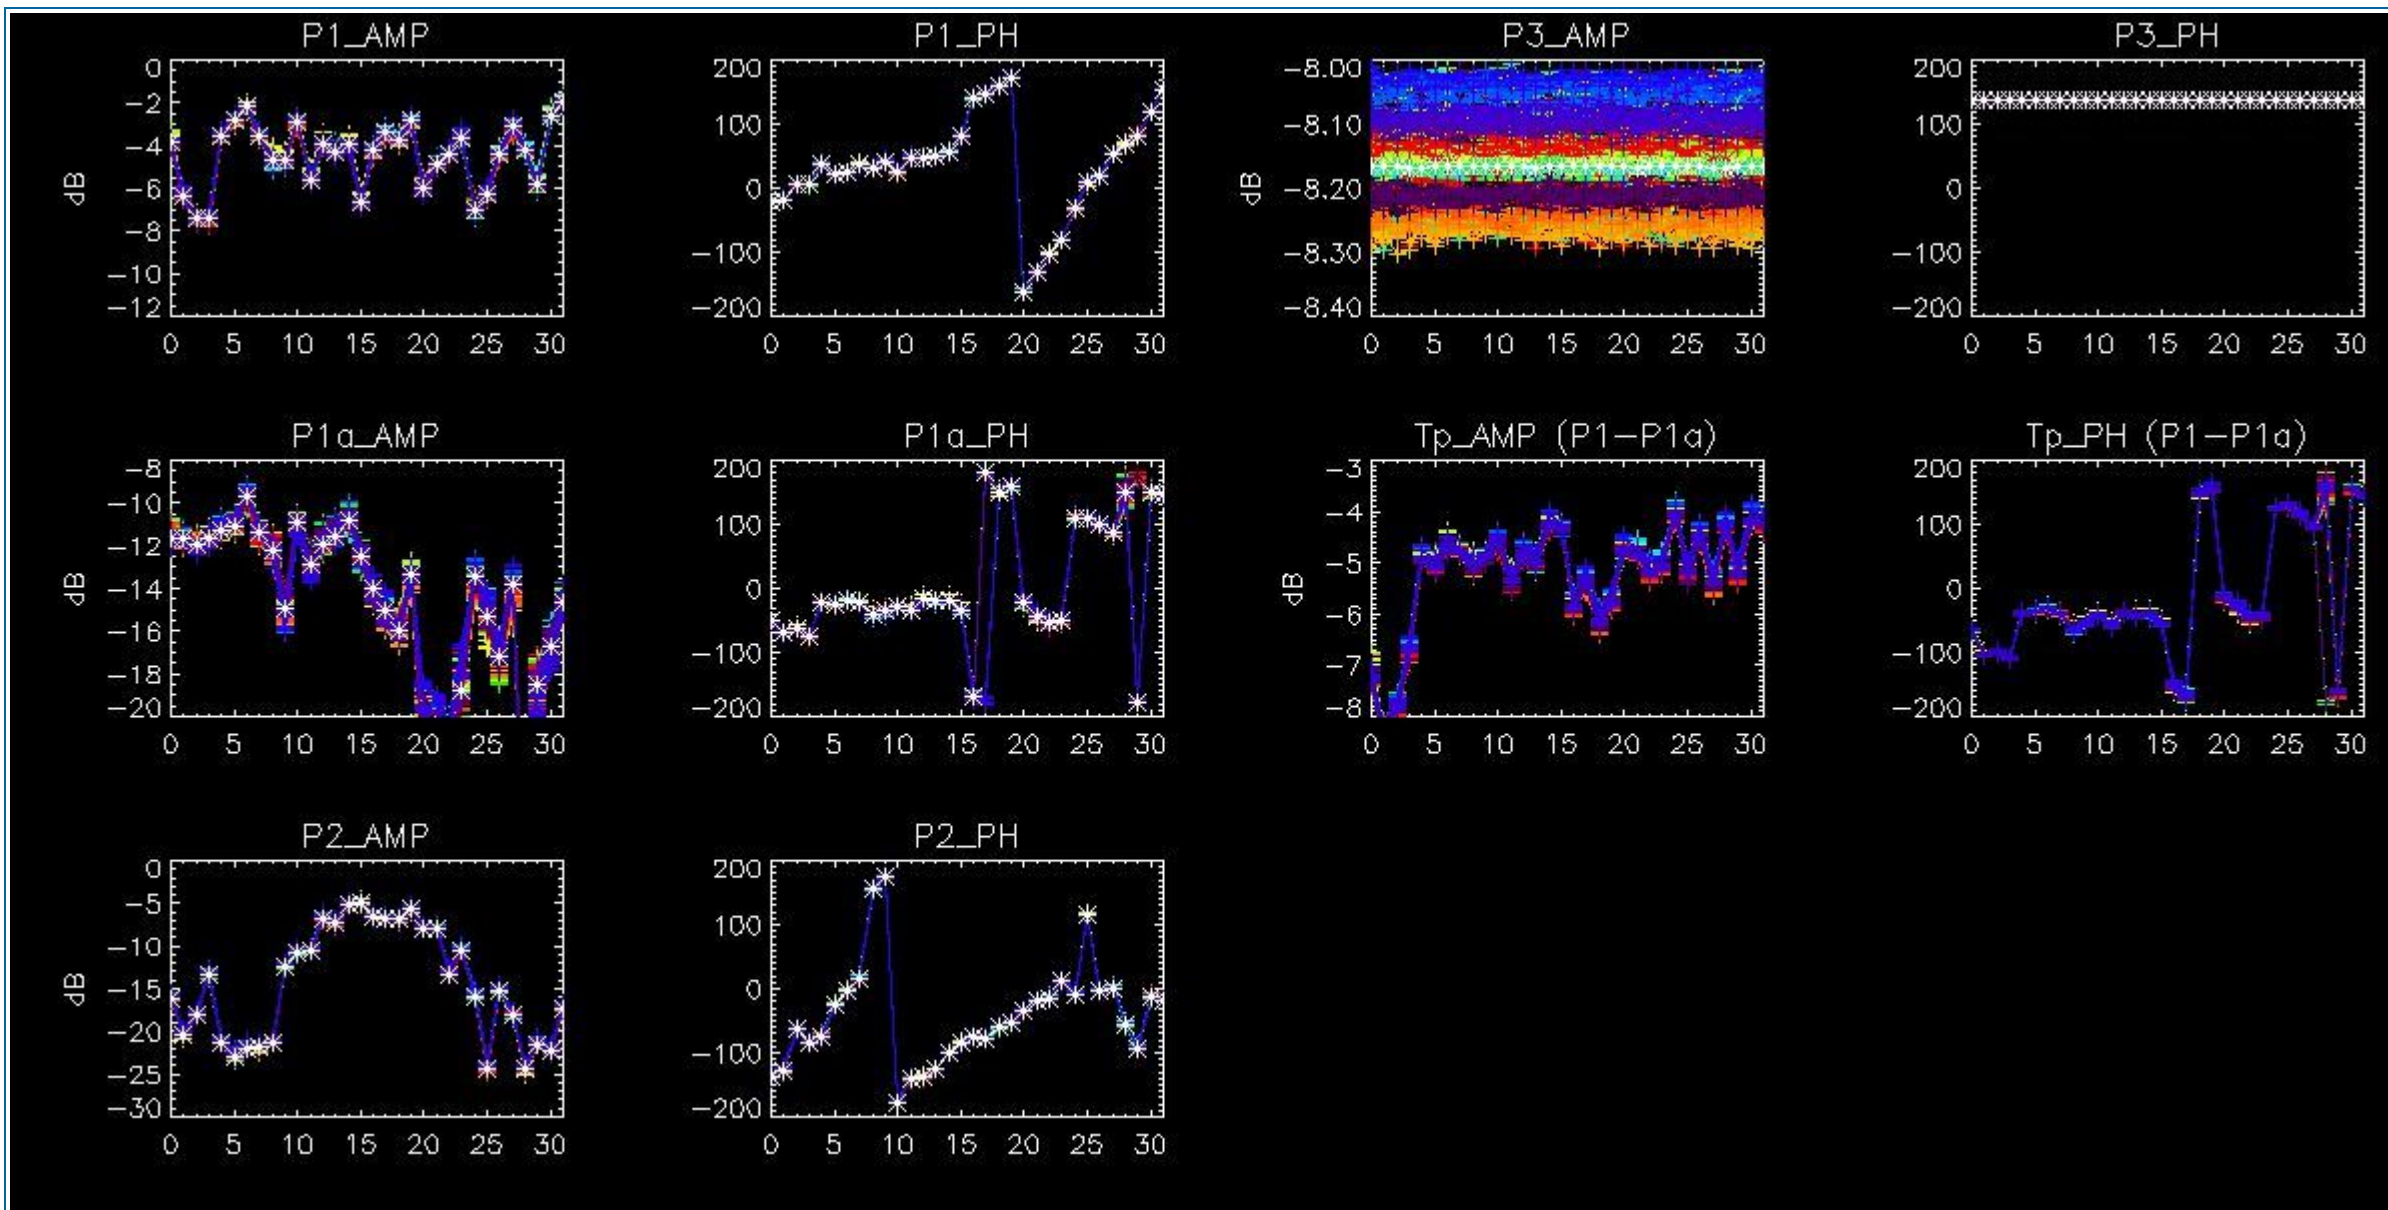 P1_AMP P1_PH P3_AMP P3_PH
0 200 -8.00 200
-2 100 -8.10 100
-4 0 -8.20 0
-6 -100 -8.30 -100
-8 -200 -8.40 -200
-10
-12
dB dB
0 5 10 15 20 25 30 0 5 10 15 20 25 30 0 5 10 15 20 25 30 0 5 10 15 20 25 30
P1a_AMP P1a_PH Tp_AMP (P1-P1a) Tp_PH (P1-P1a)
-8 200 -3 200
-10 100 -4 100
-12 0 -5 0
-14 -100 -6 -100
-16 -200 -7 -200
-18 -8
-20
dB dB
0 5 10 15 20 25 30 0 5 10 15 20 25 30 0 5 10 15 20 25 30 0 5 10 15 20 25 30
P2_AMP P2_PH
0 200
-5 100
-10 0
-15 -100
-20 -200
-25
-30
dB
0 5 10 15 20 25 30 0 5 10 15 20 25 30